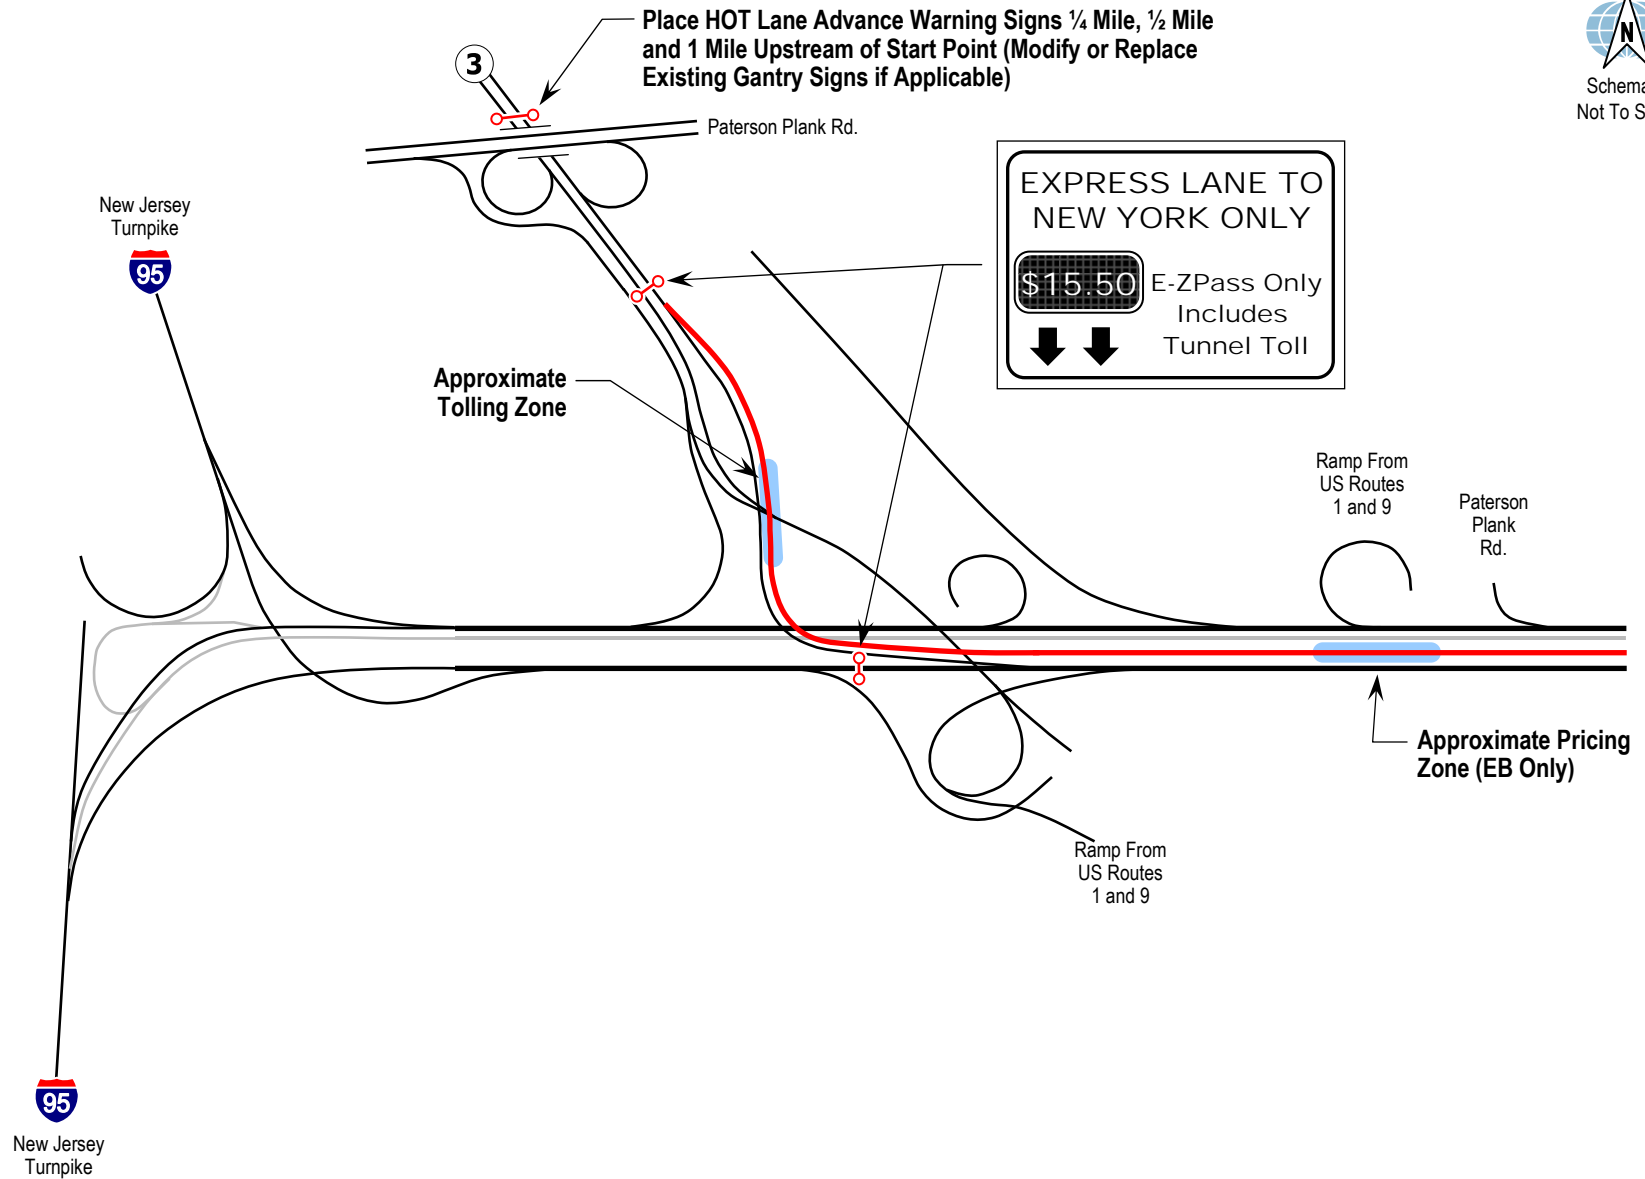 Place HOT Lane Advance Warning Signs ¼ Mile, ½ Mile
and 1 Mile Upstream of Start Point (Modify or Replace
Existing Gantry Signs if Applicable)
3
N
Not To
Paterson Plank Rd.
EXPRESS LANE TO
NEW YORK ONLY
$15.50
E-ZPass Only
Includes
Tunnel Toll
New Jersey
Turnpike
95
Approximate
Tolling Zone
Ramp From
US Routes
1 and 9
Paterson
Plank
Rd.
Approximate Pricing
Zone (EB Only)
Ramp From
US Routes
1 and 9
95
New Jersey
Turnpike